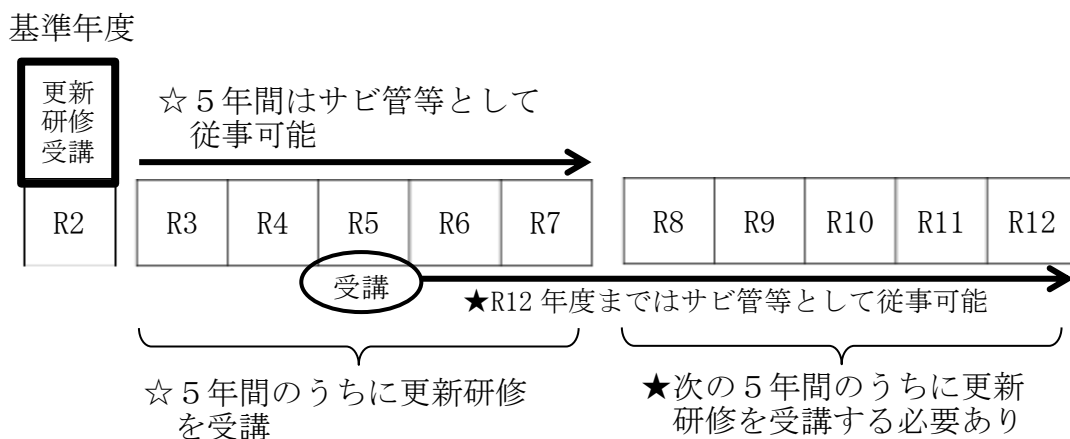 基準年度
更新
研修
受講
☆５年間はサビ管等として
従事可能
R2
R3
R4
R5
R6
R7
R8
R9
R10
R11
R12
受講
★R12 年度まではサビ管等として従事可能
☆５年間のうちに更新研修
を受講
★次の５年間のうちに更新
研修を受講する必要あり